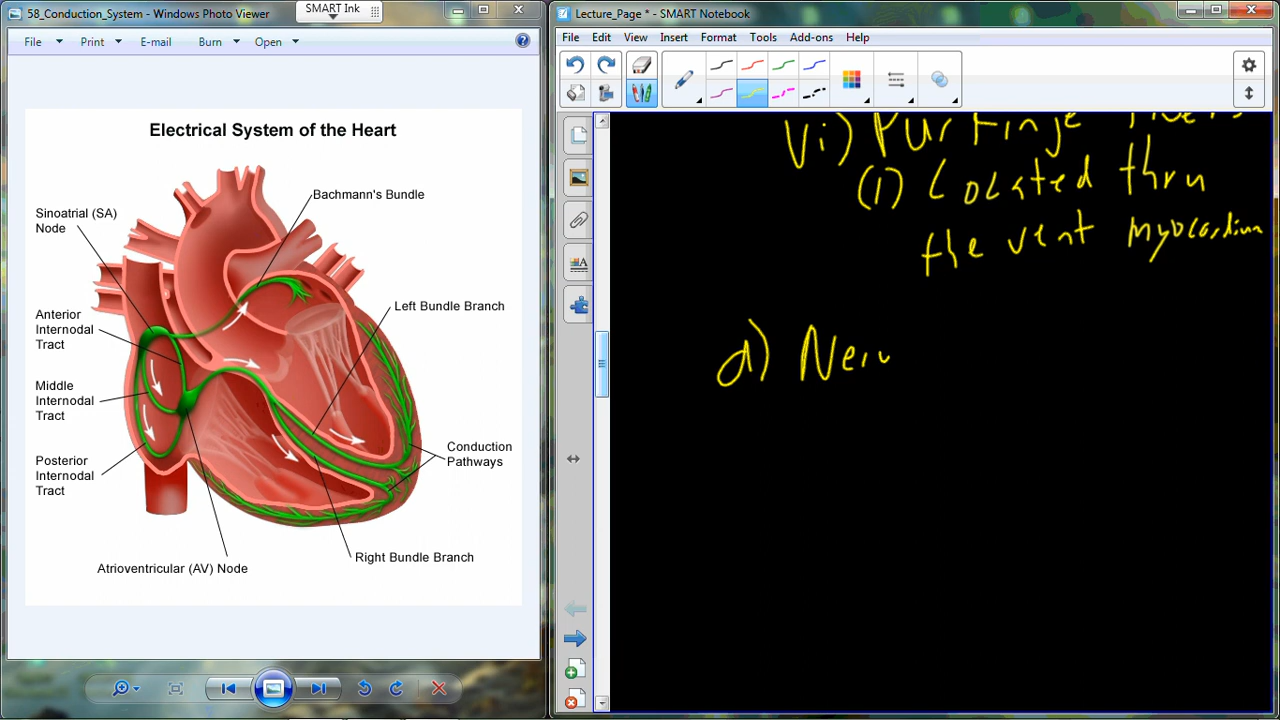 58_Conduction_System - Windows Photo Viewer
SMART Ink
File Print E-mail Burn Open
Electrical System of the Heart
Bachmann's Bundle
Sinoatrial (SA)
Node
Left Bundle Branch
Anterior
Internodal
Tract
Middle
Internodal
Tract
Conduction
Pathways
Posterior
Internodal
Tract
Right Bundle Branch
Atrioventricular (AV) Node
Lecture_Page * - SMART Notebook
File Edit View Insert Format Tools Add-ons Help
vi) Purkinje fibers
(1) Located thru
the vent myocardium
d) Nerv